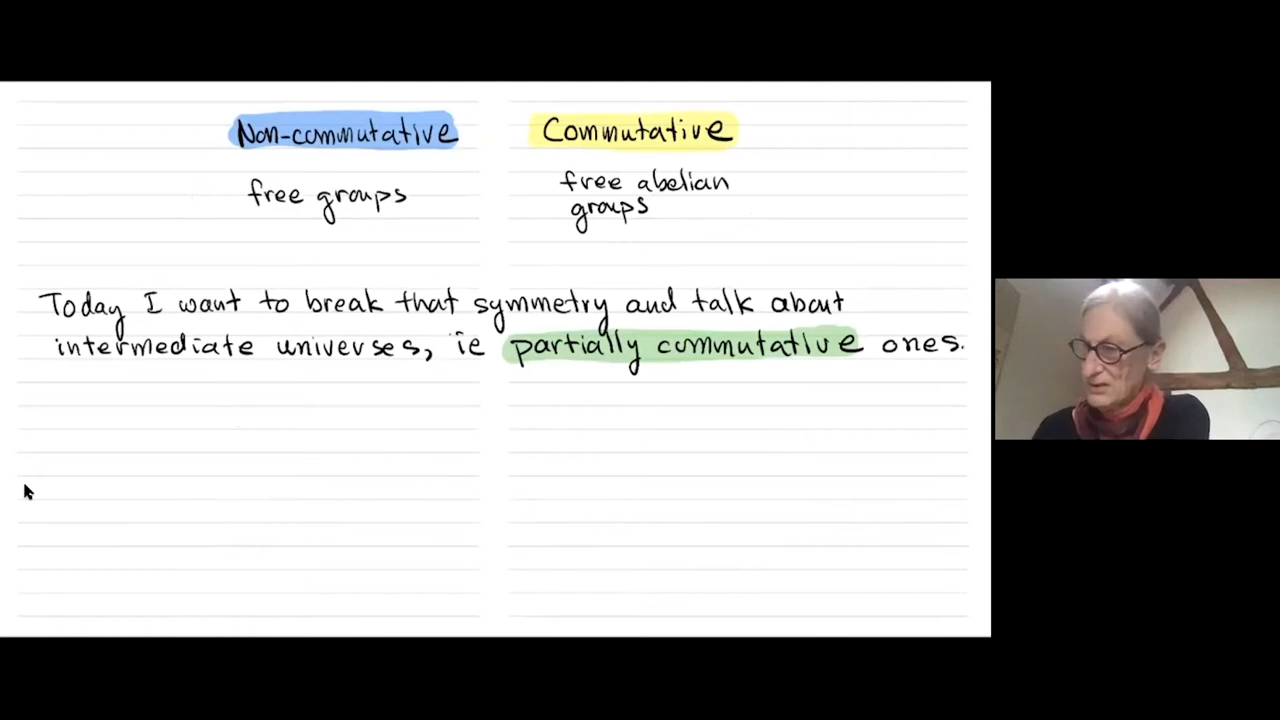 Non-commutative
Commutative
free groups
free abelian
groups
Today I want to break that symmetry and talk about
intermediate universes, ie partially commutative ones.